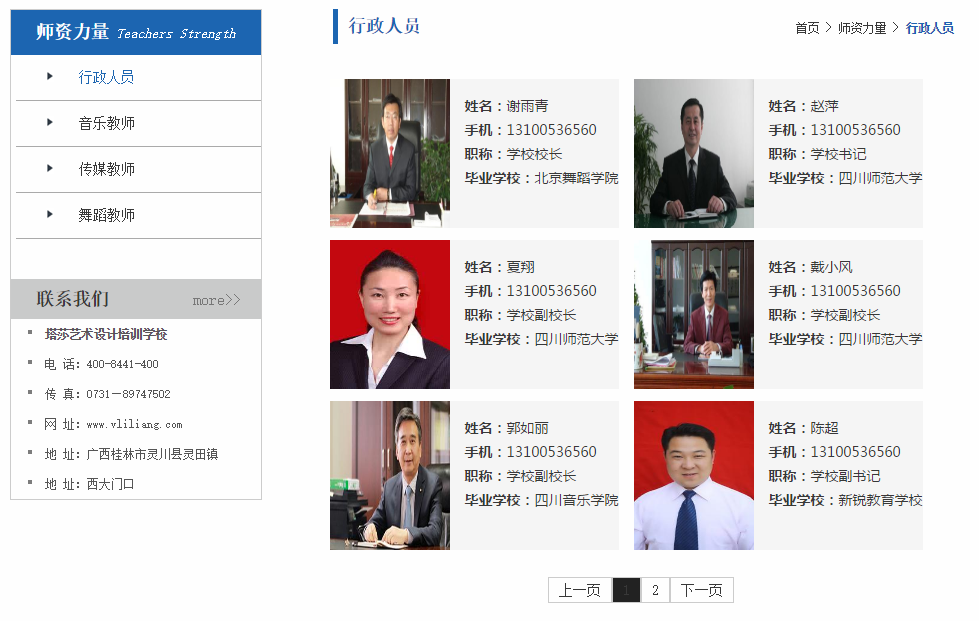 师资力量 Teachers Strength
行政人员
音乐教师
传媒教师
舞蹈教师
联系我们 more>>
塔莎艺术设计培训学校
电 话：400-8441-400
传 真：0731－89747502
网 址：www.vliliang.com
地 址：广西桂林市灵川县灵田镇
地 址：西大门口
行政人员
首页 > 师资力量 > 行政人员
姓名：谢雨青
手机：13100536560
职称：学校校长
毕业学校：北京舞蹈学院
姓名：赵萍
手机：13100536560
职称：学校书记
毕业学校：四川师范大学
姓名：夏翔
手机：13100536560
职称：学校副校长
毕业学校：四川师范大学
姓名：戴小风
手机：13100536560
职称：学校副校长
毕业学校：四川师范大学
姓名：郭如丽
手机：13100536560
职称：学校副校长
毕业学校：四川音乐学院
姓名：陈超
手机：13100536560
职称：学校副书记
毕业学校：新锐教育学校
上一页 1 2 下一页